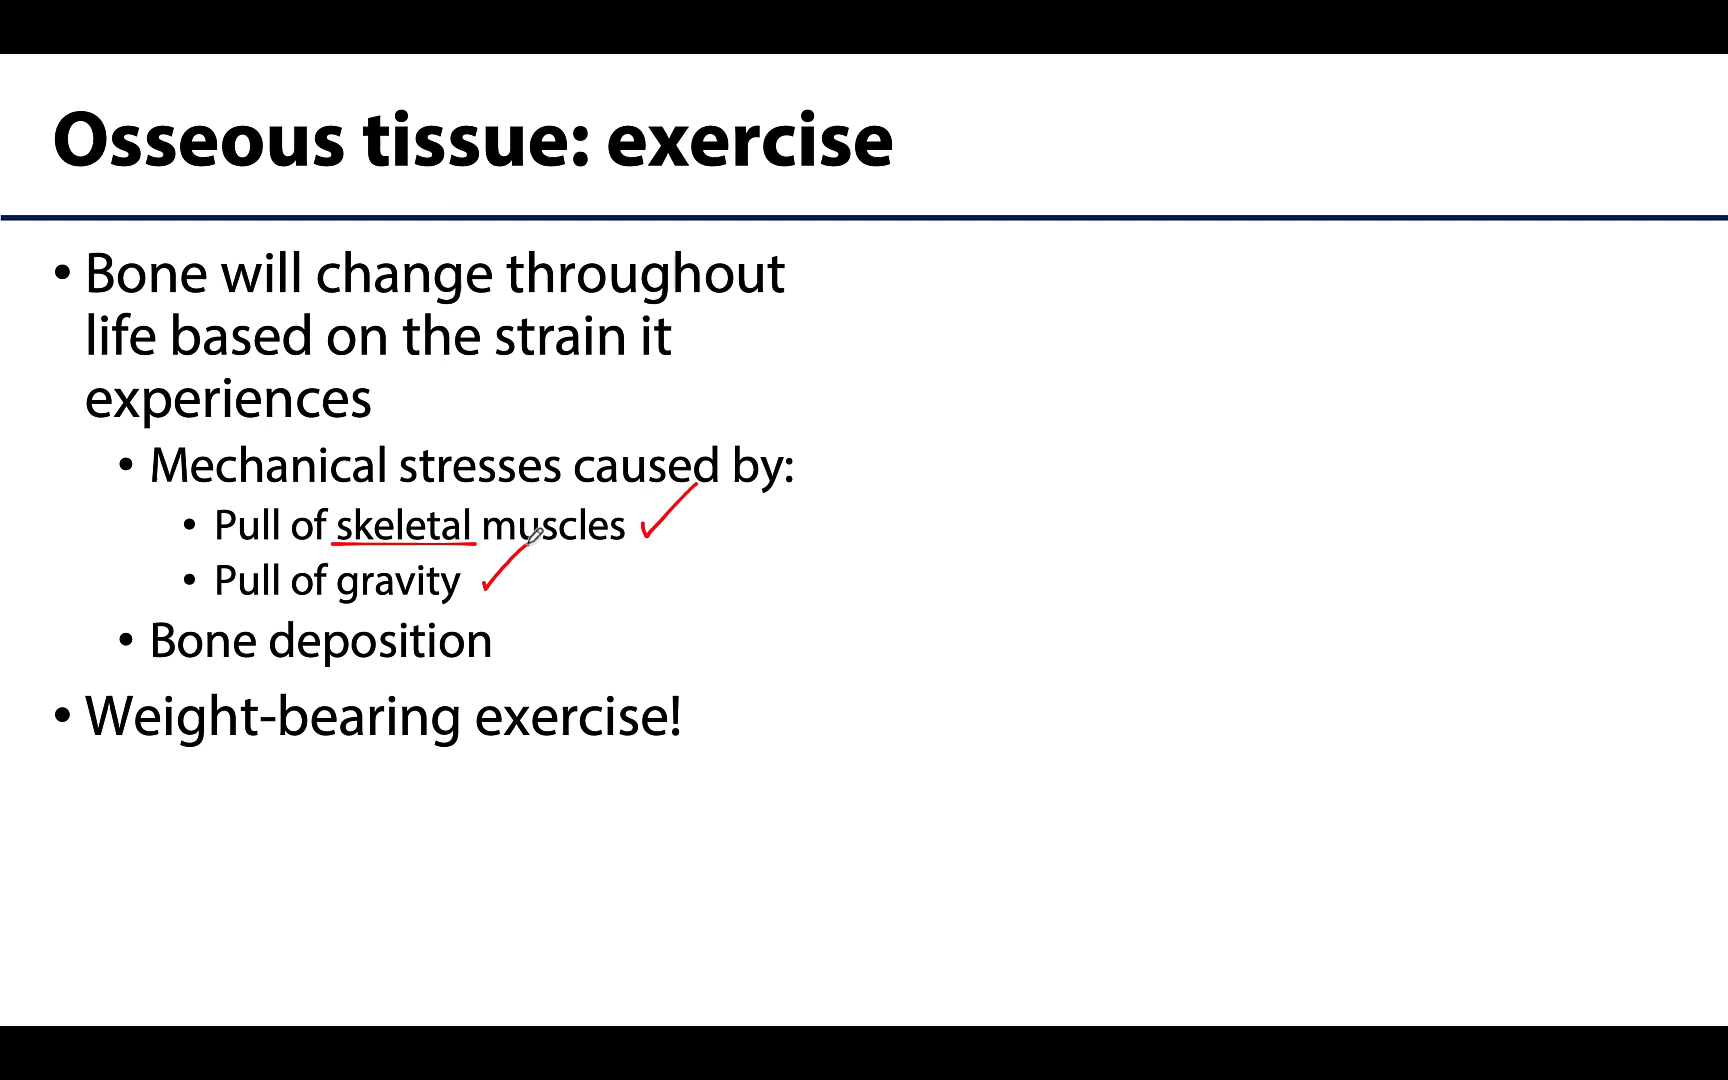 Osseous tissue: exercise
• Bone will change throughout
life based on the strain it
experiences
• Mechanical stresses caused by:
• Pull of skeletal muscles
• Pull of gravity
• Bone deposition
• Weight-bearing exercise!